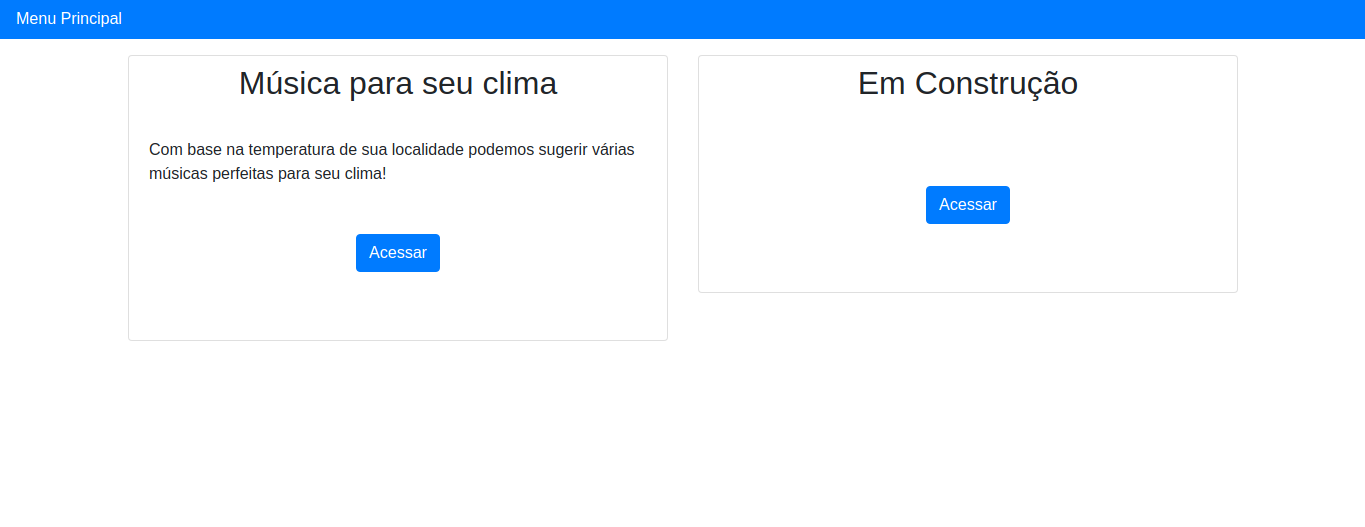 Menu Principal
Música para seu clima
Com base na temperatura de sua localidade podemos sugerir várias
músicas perfeitas para seu clima!
Acessar
Em Construção
Acessar